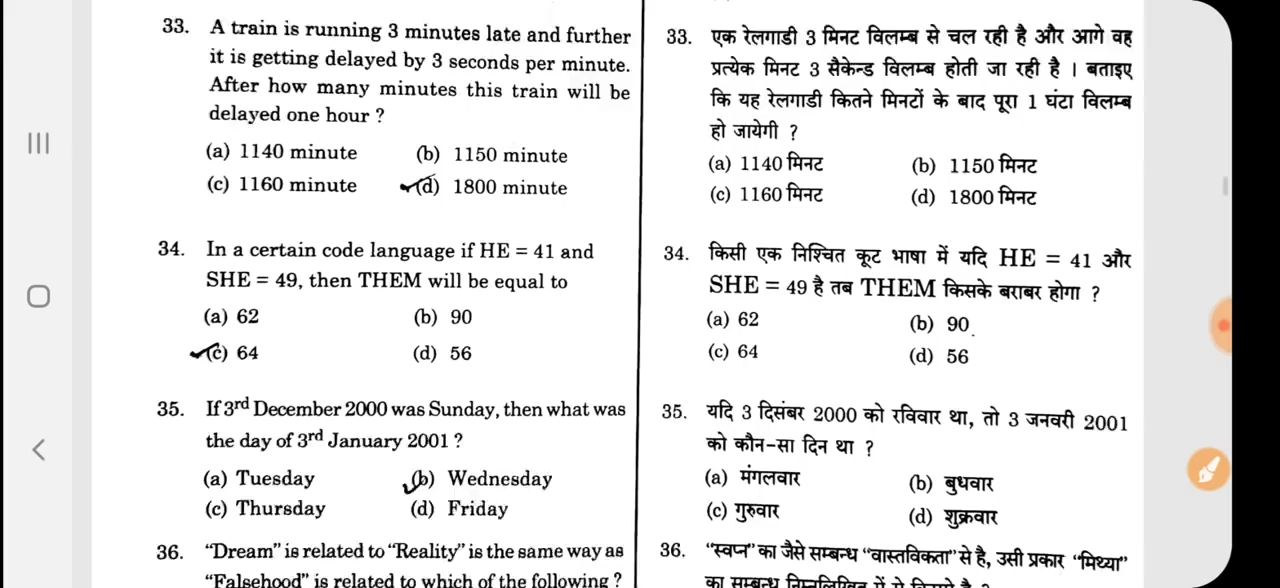 33. A train is running 3 minutes late and further
it is getting delayed by 3 seconds per minute.
After how many minutes this train will be
delayed one hour ?
(a) 1140 minute (b) 1150 minute
(c) 1160 minute (d) 1800 minute
34. In a certain code language if HE = 41 and
SHE = 49, then THEM will be equal to
(a) 62 (b) 90
(c) 64 (d) 56
35. If 3rd December 2000 was Sunday, then what was
the day of 3rd January 2001 ?
(a) Tuesday (b) Wednesday
(c) Thursday (d) Friday
36. “Dream” is related to “Reality” is the same way as
“Falsehood” is related to which of the following ?
33. एक रेलगाडी 3 मिनट विलम्ब से चल रही है और आगे वह
प्रत्येक मिनट 3 सैकेन्ड विलम्ब होती जा रही है । बताइए
कि यह रेलगाडी कितने मिनटों के बाद पूरा 1 घंटा विलम्ब
हो जायेगी ?
(a) 1140 मिनट (b) 1150 मिनट
(c) 1160 मिनट (d) 1800 मिनट
34. किसी एक निश्चित कूट भाषा में यदि HE = 41 और
SHE = 49 है तब THEM किसके बराबर होगा ?
(a) 62 (b) 90
(c) 64 (d) 56
35. यदि 3 दिसंबर 2000 को रविवार था, तो 3 जनवरी 2001
को कौन-सा दिन था ?
(a) मंगलवार (b) बुधवार
(c) गुरुवार (d) शुक्रवार
36. “स्वप्न” का जैसे सम्बन्ध “वास्तविकता” से है, उसी प्रकार “मिथ्या”